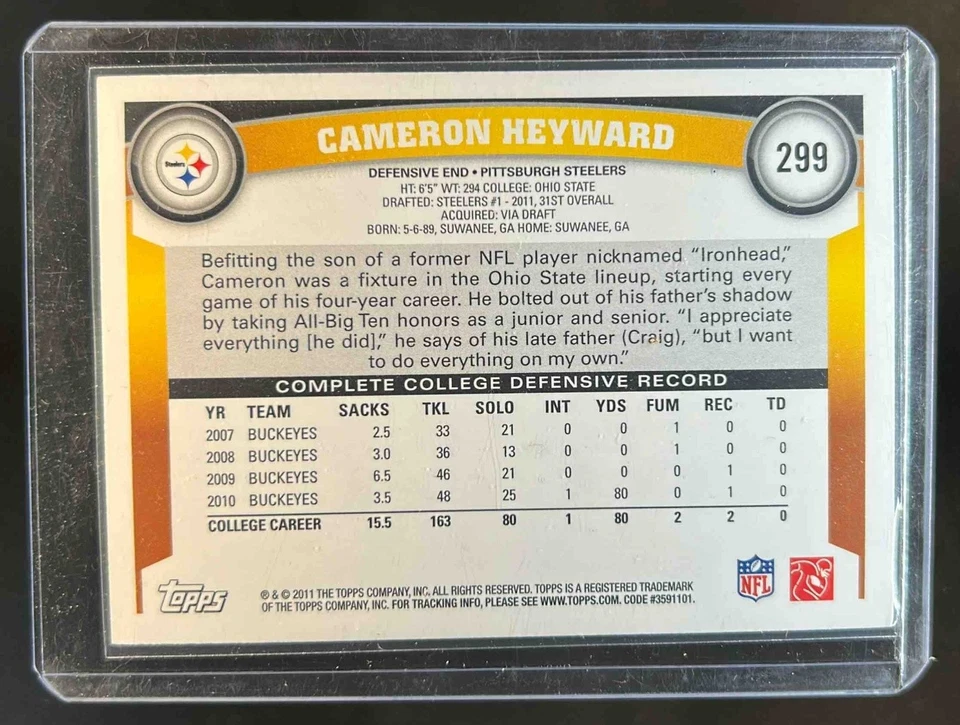 CAMERON HEYWARD
Steelers
299
DEFENSIVE END • PITTSBURGH STEELERS
HT: 6'5" WT: 294 COLLEGE: OHIO STATE
DRAFTED: STEELERS #1 - 2011, 31ST OVERALL
ACQUIRED: VIA DRAFT
BORN: 5-6-89, SUWANEE, GA HOME: SUWANEE, GA
Befitting the son of a former NFL player nicknamed “Ironhead,”
Cameron was a fixture in the Ohio State lineup, starting every
game of his four-year career. He bolted out of his father’s shadow
by taking All-Big Ten honors as a junior and senior. “I appreciate
everything [he did],” he says of his late father (Craig), “but I want
to do everything on my own.”
COMPLETE COLLEGE DEFENSIVE RECORD
YR TEAM SACKS TKL SOLO INT YDS FUM REC TD
2007 BUCKEYES 2.5 33 21 0 0 1 0 0
2008 BUCKEYES 3.0 36 13 0 0 1 0 0
2009 BUCKEYES 6.5 46 21 0 0 0 1 0
2010 BUCKEYES 3.5 48 25 1 80 0 1 0
COLLEGE CAREER 15.5 163 80 1 80 2 2 0
Topps
® & © 2011 THE TOPPS COMPANY, INC. ALL RIGHTS RESERVED. TOPPS IS A REGISTERED TRADEMARK
OF THE TOPPS COMPANY, INC. FOR TRACKING INFO, PLEASE SEE WWW.TOPPS.COM. CODE #3591101.
NFL